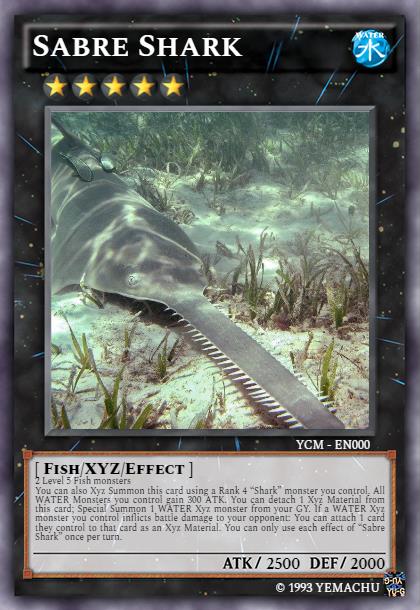 SABRE SHARK
WATER
水
YCM - EN000
[ FISH/XYZ/EFFECT ]
2 Level 5 Fish monsters
You can also Xyz Summon this card using a Rank 4 “Shark” monster you control. All
WATER Monsters you control gain 300 ATK. You can detach 1 Xyz Material from
this card; Special Summon 1 WATER Xyz monster from your GY. If a WATER Xyz
monster you control inflicts battle damage to your opponent: You can attach 1 card
they control to that card as an Xyz Material. You can only use each effect of “Sabre
Shark” once per turn.
ATK / 2500 DEF / 2000
© 1993 YEMACHU